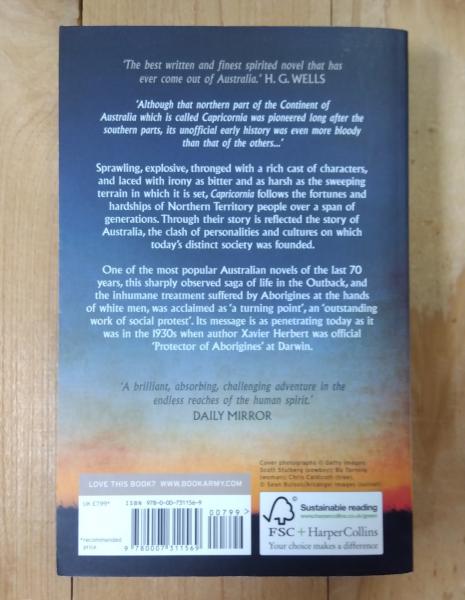 'The best written and finest spirited novel that has
ever come out of Australia.' H. G. WELLS
'Although that northern part of the Continent of
Australia which is called Capricornia was pioneered long after the
southern parts, its unofficial early history was even more bloody
than that of the others...'
Sprawling, explosive, thronged with a rich cast of characters,
and laced with irony as bitter and as harsh as the sweeping
terrain in which it is set, Capricornia follows the fortunes and
hardships of Northern Territory people over a span of
generations. Through their story is reflected the story of
Australia, the clash of personalities and cultures on which
today's distinct society was founded.
One of the most popular Australian novels of the last 70
years, this sharply observed saga of life in the Outback, and
the inhumane treatment suffered by Aborigines at the hands
of white men, was acclaimed as 'a turning point', an 'outstanding
work of social protest'. Its message is as penetrating today as it
was in the 1930s when author Xavier Herbert was official
'Protector of Aborigines' at Darwin.
'A brilliant, absorbing, challenging adventure in the
endless reaches of the human spirit.'
DAILY MIRROR
Cover photographs © Getty Images
LOVE THIS BOOK? WWW.BOOKARMY.COM
UK £7.99*
ISBN 978-0-00-731156-9
00799 >
*recommended
price
9 780007 311569
Sustainable reading
www.harpercollins.co.uk/green
FSC + HarperCollins
Your choice makes a difference